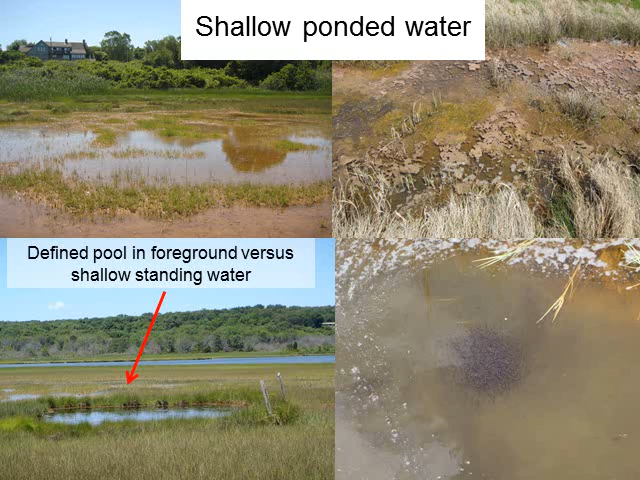 Shallow ponded water
Defined pool in foreground versus
shallow standing water